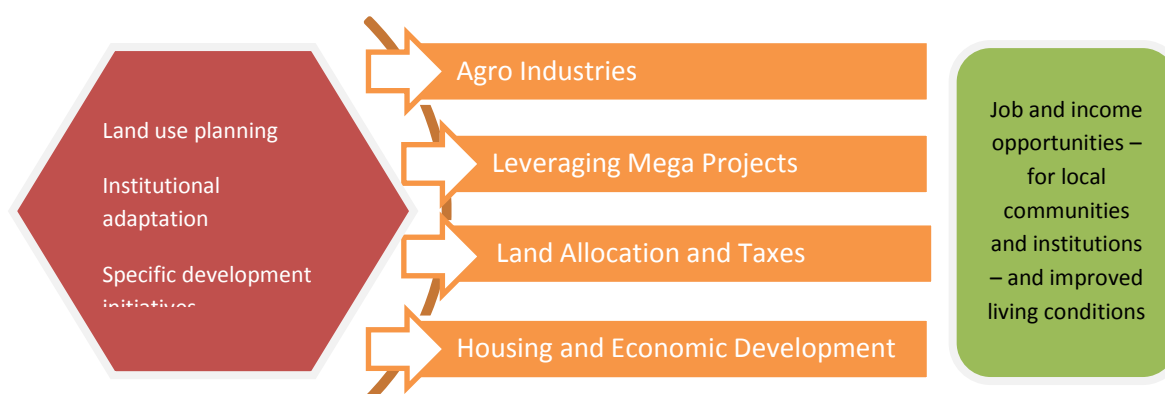 Land use planning
Institutional
adaptation
Specific development
initiatives
Agro Industries
Leveraging Mega Projects
Land Allocation and Taxes
Housing and Economic Development
Job and income
opportunities –
for local
communities
and institutions
– and improved
living conditions